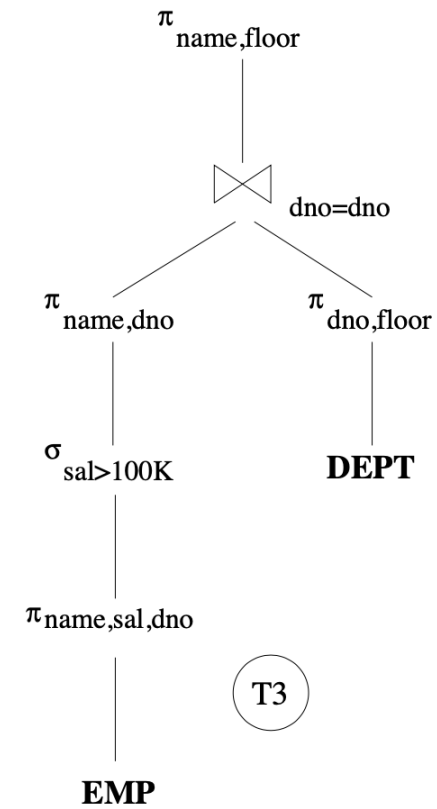 π name,floor
dno=dno
π name,dno
π dno,floor
σ sal>100K
DEPT
π name,sal,dno
T3
EMP